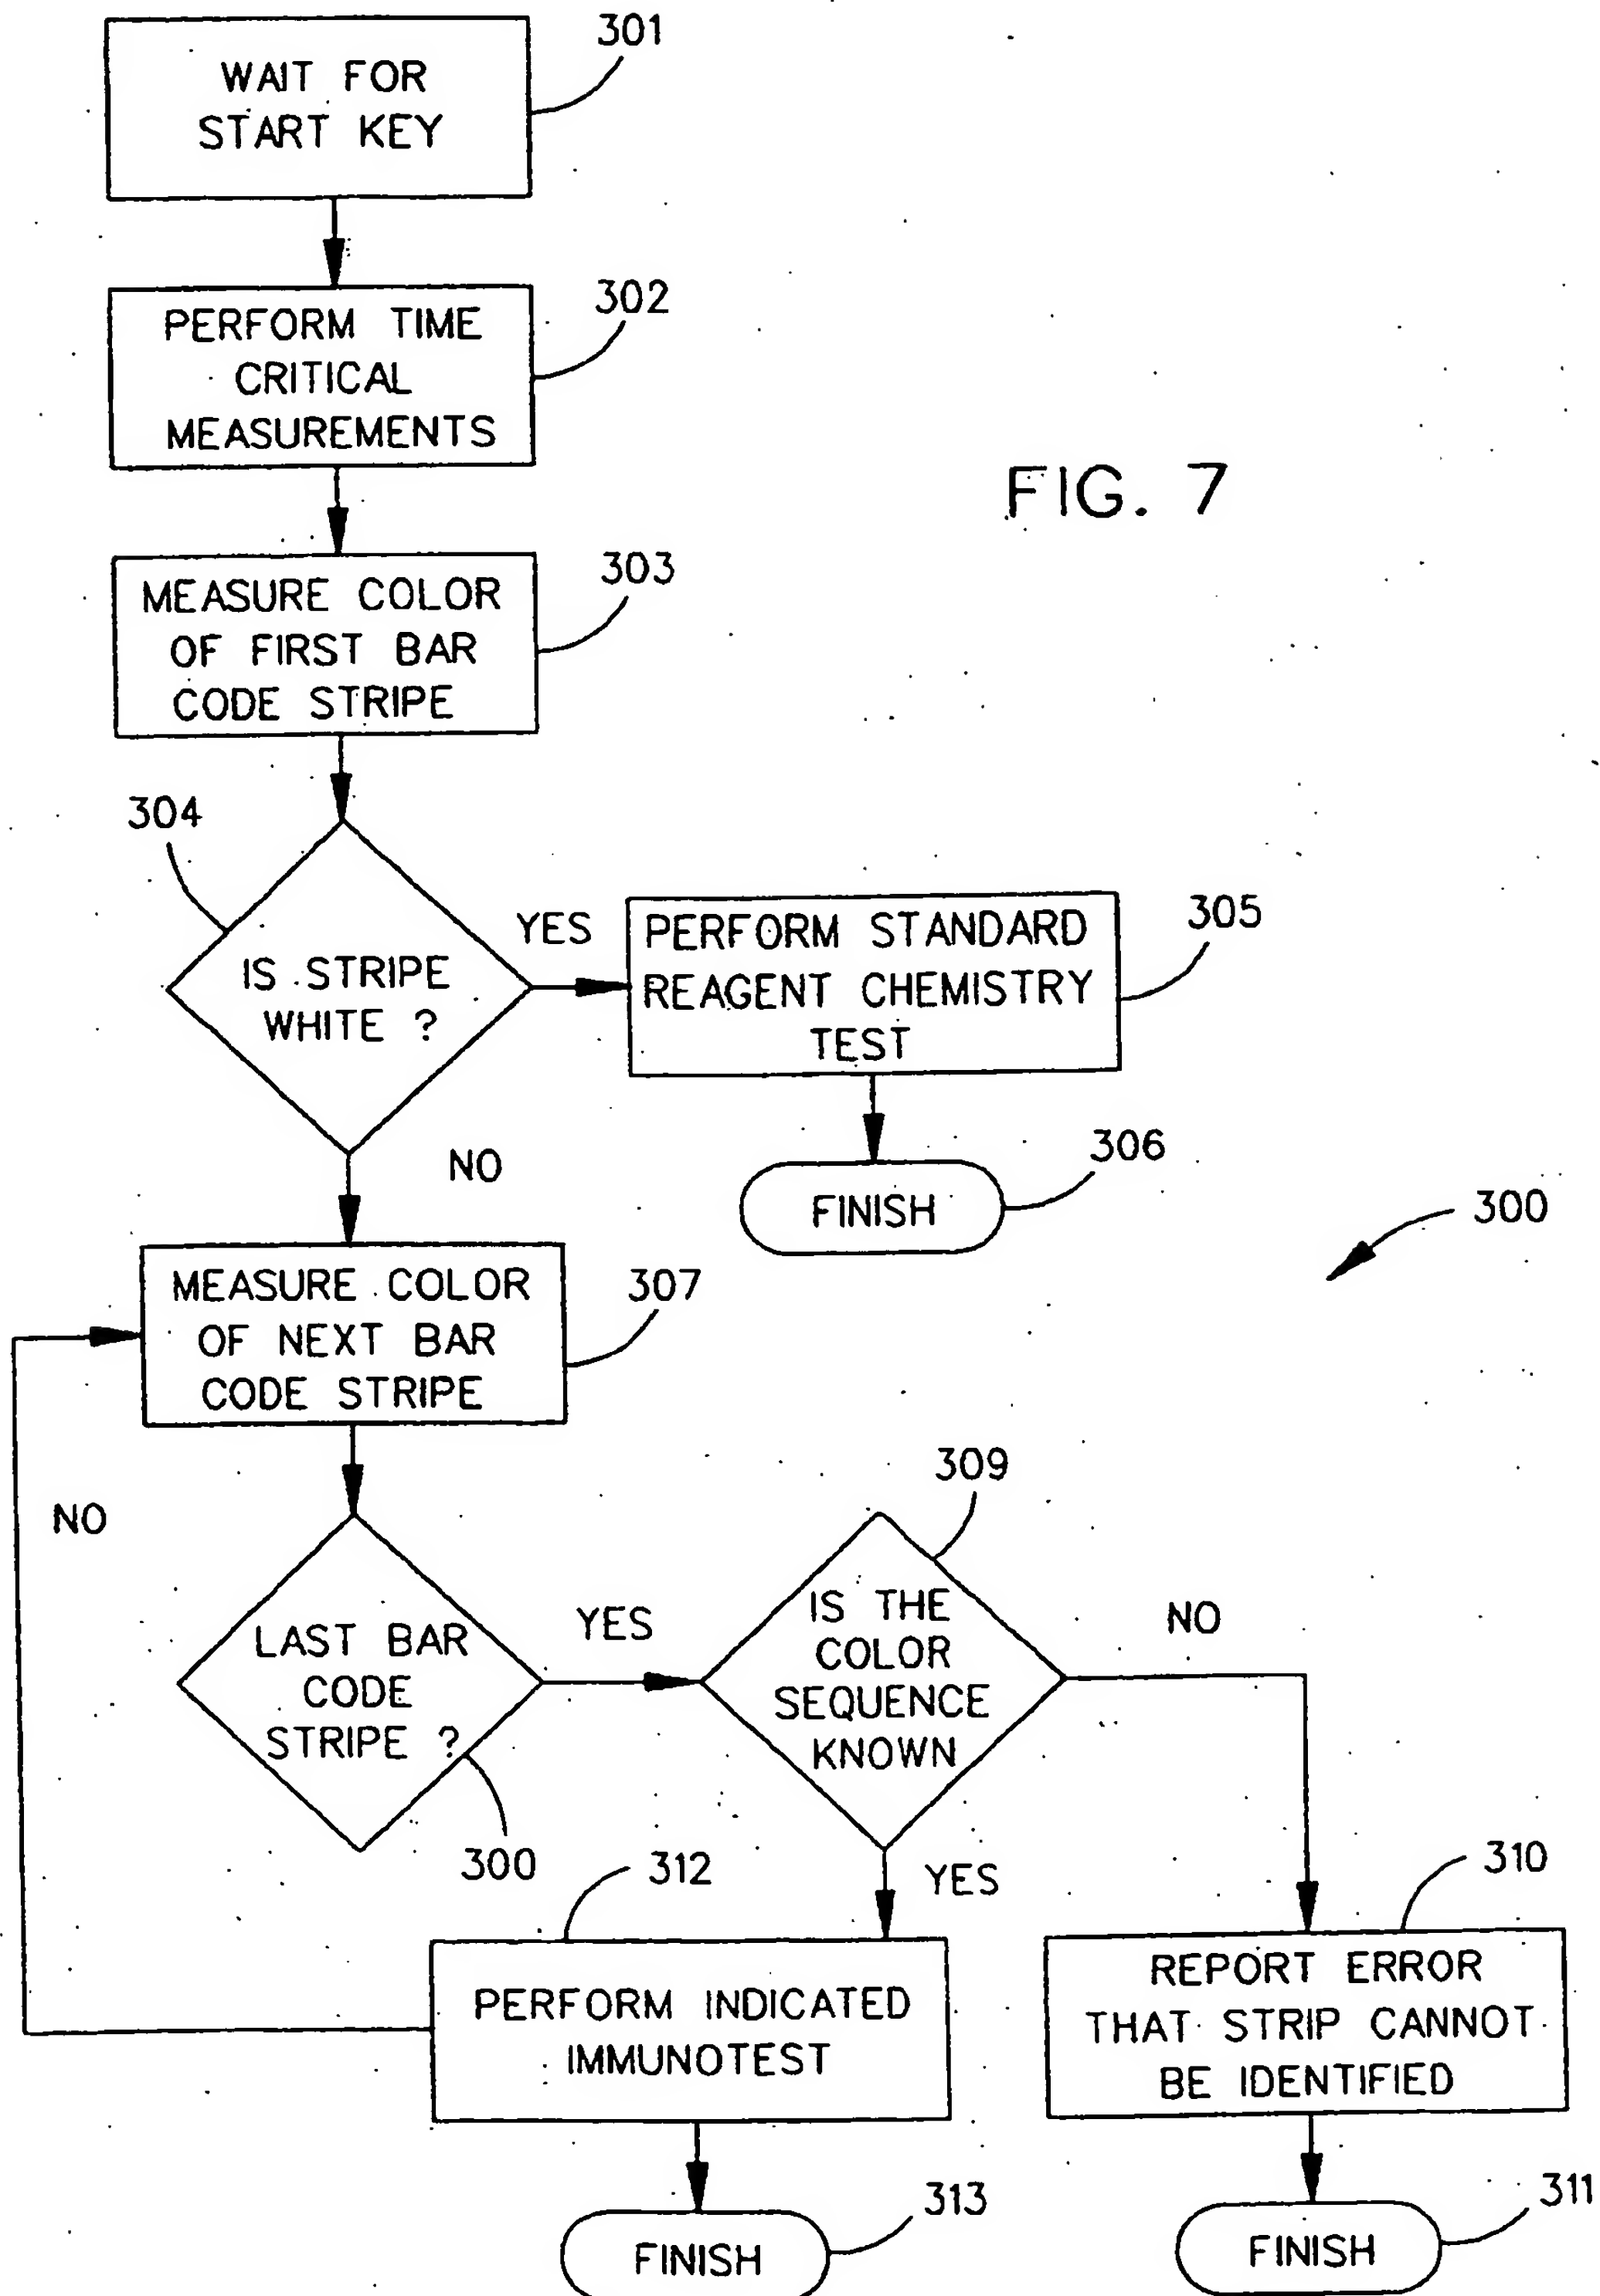 301
WAIT FOR
START KEY
302
PERFORM TIME
CRITICAL
MEASUREMENTS
FIG. 7
303
MEASURE COLOR
OF FIRST BAR
CODE STRIPE
304
IS STRIPE
WHITE ?
YES
305
PERFORM STANDARD
REAGENT CHEMISTRY
TEST
NO
306
FINISH
300
307
MEASURE COLOR
OF NEXT BAR
CODE STRIPE
NO
LAST BAR
CODE
STRIPE ?
300
YES
309
IS THE
COLOR
SEQUENCE
KNOWN
NO
YES
312
PERFORM INDICATED
IMMUNOTEST
310
REPORT ERROR
THAT STRIP CANNOT
BE IDENTIFIED
313
FINISH
311
FINISH